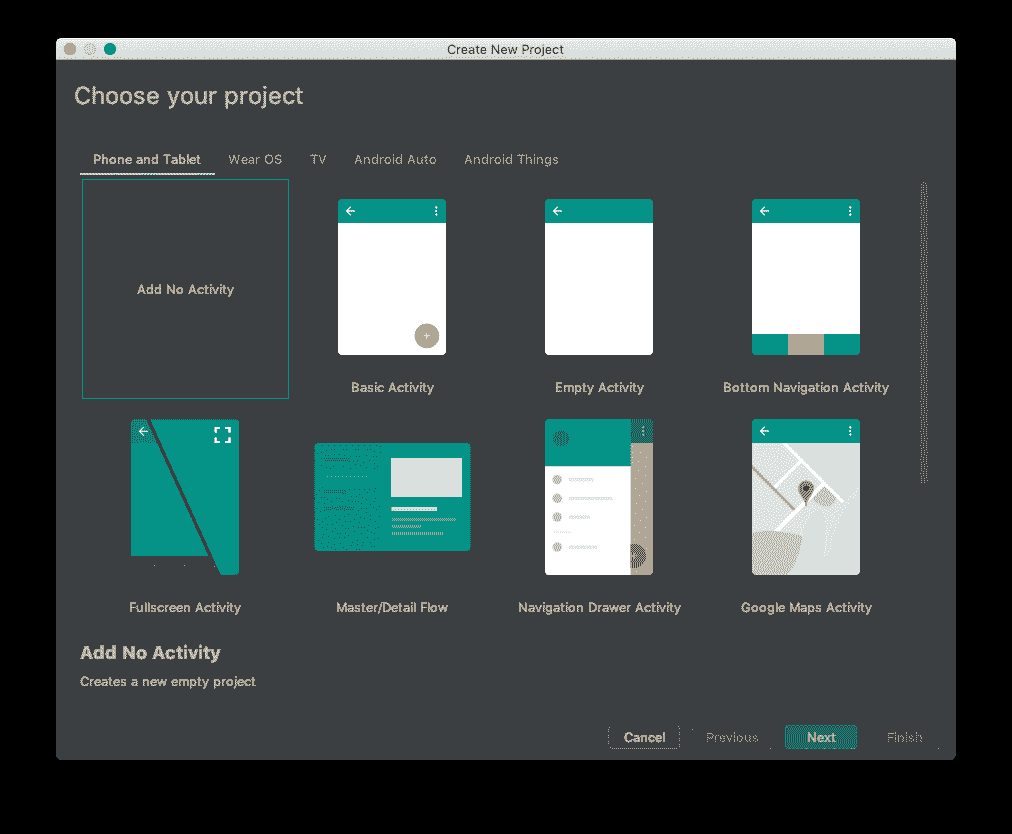 Create New Project
Choose your project
Phone and Tablet Wear OS TV Android Auto Android Things
Add No Activity
Basic Activity Empty Activity Bottom Navigation Activity
Fullscreen Activity Master/Detail Flow Navigation Drawer Activity Google Maps Activity
Add No Activity
Creates a new empty project
Cancel Previous Next Finish